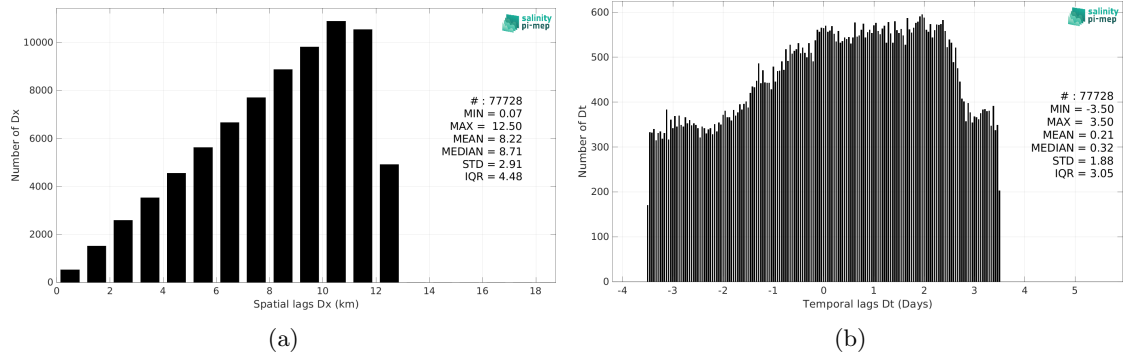 salinity
pi-mep
10000
8000
6000
4000
2000
0
Number of Dx
# : 77728
MIN = 0.07
MAX = 12.50
MEAN = 8.22
MEDIAN = 8.71
STD = 2.91
IQR = 4.48
0 2 4 6 8 10 12 14 16 18
Spatial lags Dx (km)
(a)
salinity
pi-mep
600
500
400
300
200
100
0
Number of Dt
# : 77728
MIN = -3.50
MAX = 3.50
MEAN = 0.21
MEDIAN = 0.32
STD = 1.88
IQR = 3.05
-4 -3 -2 -1 0 1 2 3 4 5
Temporal lags Dt (Days)
(b)